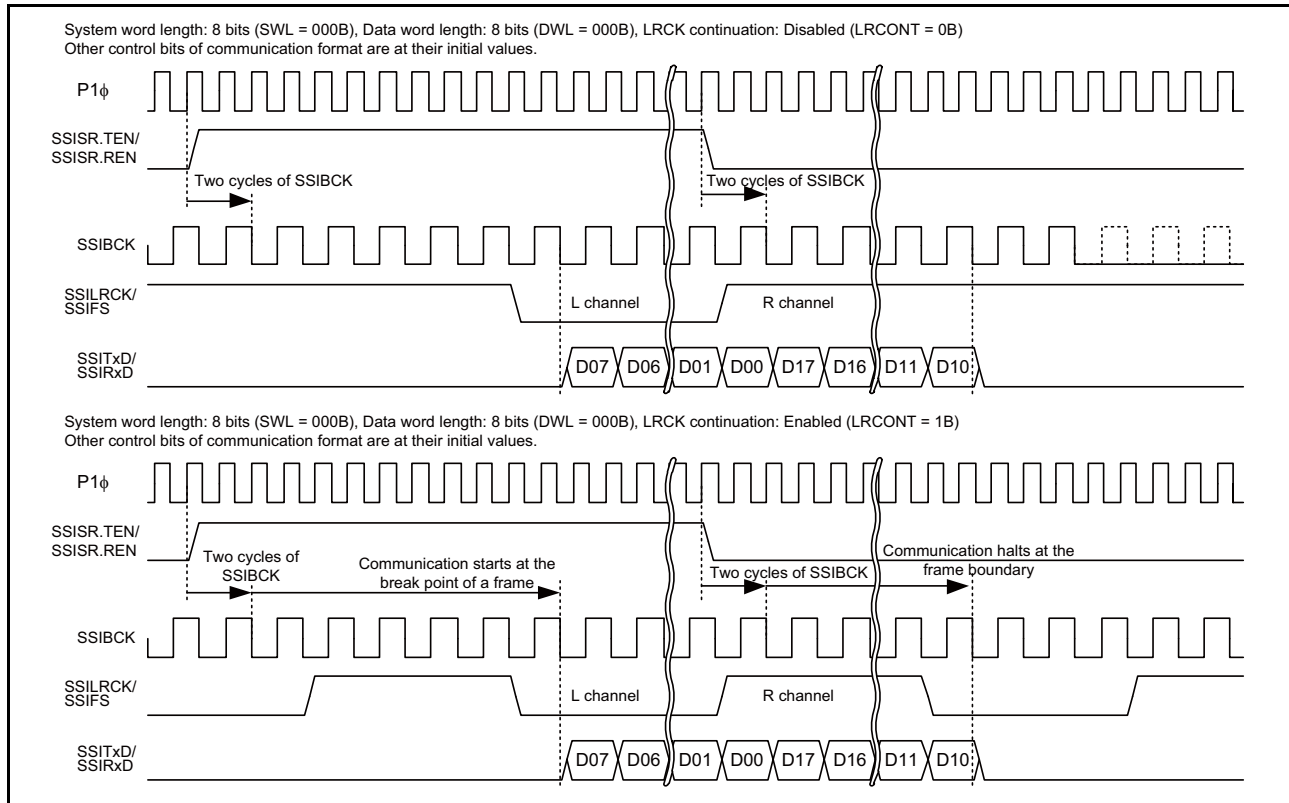 System word length: 8 bits (SWL = 000B), Data word length: 8 bits (DWL = 000B), LRCK continuation: Disabled (LRCONT = 0B)
Other control bits of communication format are at their initial values.
P1ϕ
SSISR.TEN/
SSISR.REN
Two cycles of SSIBCK
Two cycles of SSIBCK
SSIBCK
SSILRCK/
SSIFS
L channel
R channel
SSITxD/
SSIRxD
D07 D06 D01 D00 D17 D16 D11 D10
System word length: 8 bits (SWL = 000B), Data word length: 8 bits (DWL = 000B), LRCK continuation: Enabled (LRCONT = 1B)
Other control bits of communication format are at their initial values.
P1ϕ
SSISR.TEN/
SSISR.REN
Two cycles of
SSIBCK
Communication starts at the
break point of a frame
Two cycles of SSIBCK
Communication halts at the
frame boundary
SSIBCK
SSILRCK/
SSIFS
L channel
R channel
SSITxD/
SSIRxD
D07 D06 D01 D00 D17 D16 D11 D10